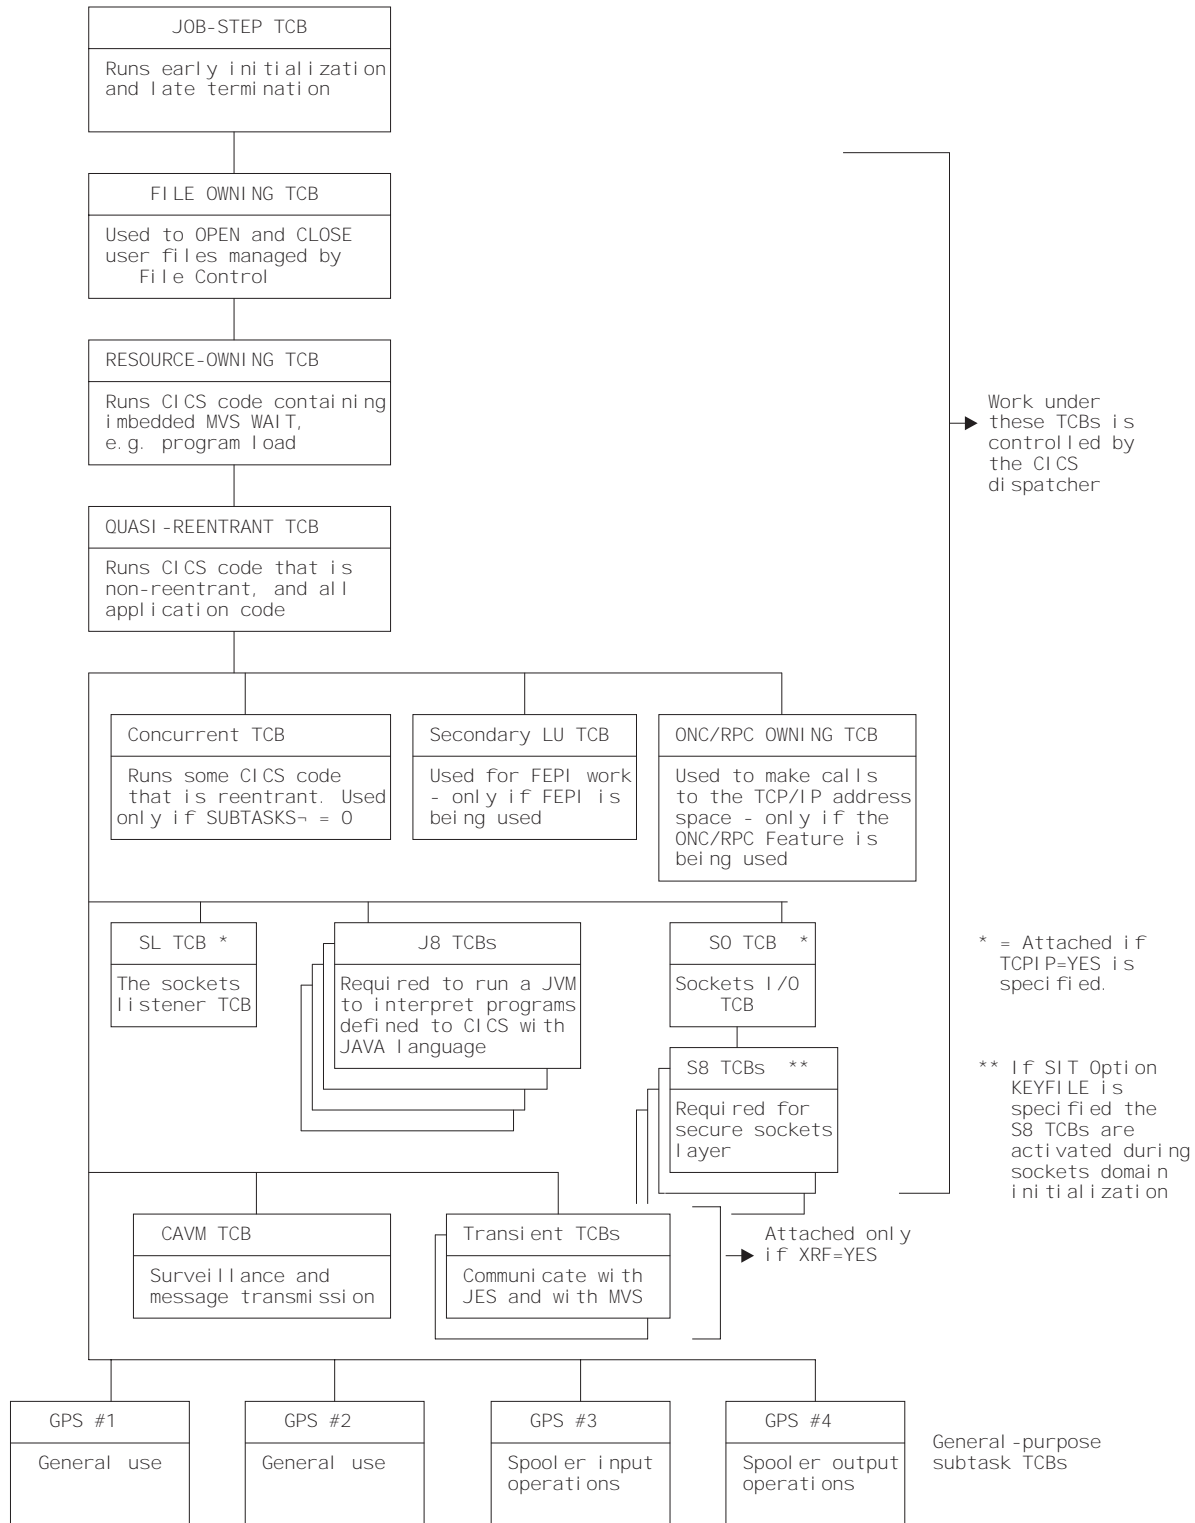 JOB-STEP TCB
Runs early initialization
and late termination
FILE OWNING TCB
Used to OPEN and CLOSE
user files managed by
File Control
RESOURCE-OWNING TCB
Runs CICS code containing
imbedded MVS WAIT,
e.g. program load
Work under
these TCBs is
controlled by
the CICS
dispatcher
QUASI-REENTRANT TCB
Runs CICS code that is
non-reentrant, and all
application code
Concurrent TCB
Runs some CICS code
that is reentrant. Used
only if SUBTASKS¬ = 0
Secondary LU TCB
Used for FEPI work
- only if FEPI is
being used
ONC/RPC OWNING TCB
Used to make calls
to the TCP/IP address
space - only if the
ONC/RPC Feature is
being used
SL TCB *
The sockets
listener TCB
J8 TCBs
Required to run a JVM
to interpret programs
defined to CICS with
JAVA language
SO TCB *
Sockets I/O
TCB
* = Attached if
TCPIP=YES is
specified.
S8 TCBs **
Required for
secure sockets
layer
** If SIT Option
KEYFILE is
specified the
S8 TCBs are
activated during
sockets domain
initialization
CAVM TCB
Surveillance and
message transmission
Transient TCBs
Communicate with
JES and with MVS
Attached only
if XRF=YES
GPS #1
General use
GPS #2
General use
GPS #3
Spooler input
operations
GPS #4
Spooler output
operations
General-purpose
subtask TCBs